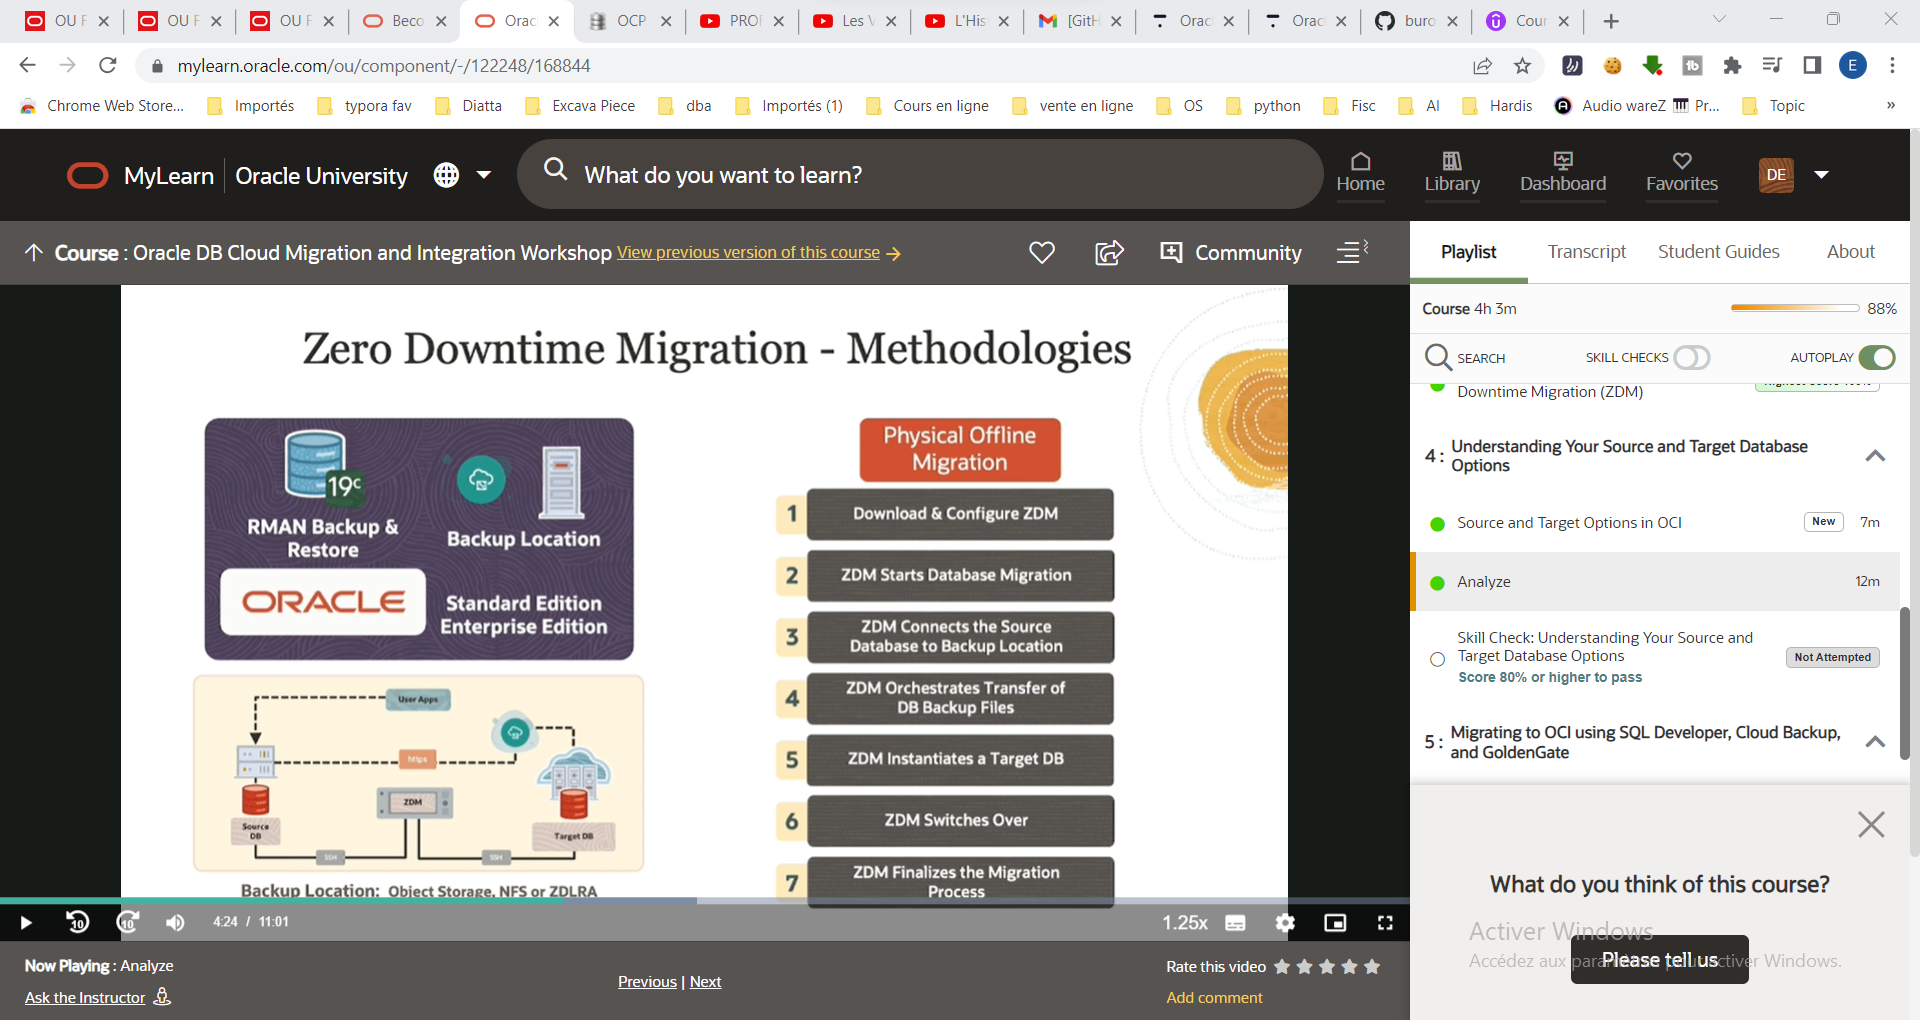 OU F
OU F
OU F
Beco
Orac
OCP
PROF
Les V
L'His
[GitH
Orac
Orac
buro
Cour
mylearn.oracle.com/ou/component/-/122248/168844
E
Chrome Web Store...
Importés
typora fav
Diatta
Excava Piece
dba
Importés (1)
Cours en ligne
vente en ligne
OS
python
Fisc
AI
Hardis
Audio wareZ
Pr...
Topic
»
MyLearn
Oracle University
What do you want to learn?
Home
Library
Dashboard
Favorites
DE
Course : Oracle DB Cloud Migration and Integration Workshop View previous version of this course
Community
Zero Downtime Migration - Methodologies
19c
RMAN Backup &
Restore
Backup Location
ORACLE
Standard Edition
Enterprise Edition
User Apps
https
ZDM
Source
DB
Target DB
SSH
SSH
Backup Location: Object Storage, NFS or ZDLRA
Physical Offline
Migration
1 Download & Configure ZDM
2 ZDM Starts Database Migration
3 ZDM Connects the Source
Database to Backup Location
4 ZDM Orchestrates Transfer of
DB Backup Files
5 ZDM Instantiates a Target DB
6 ZDM Switches Over
7 ZDM Finalizes the Migration
Process
10
10
4:24 / 11:01
1.25x
Now Playing : Analyze
Ask the Instructor
Previous | Next
Rate this video
Add comment
Playlist
Transcript
Student Guides
About
Course 4h 3m
88%
SEARCH
SKILL CHECKS
AUTOPLAY
Downtime Migration (ZDM)
4 : Understanding Your Source and Target Database
Options
Source and Target Options in OCI
New
7m
Analyze
12m
Skill Check: Understanding Your Source and
Target Database Options
Score 80% or higher to pass
Not Attempted
5 : Migrating to OCI using SQL Developer, Cloud Backup,
and GoldenGate
What do you think of this course?
Activer Windows
Please tell us
Accédez aux paramètres pour activer Windows.